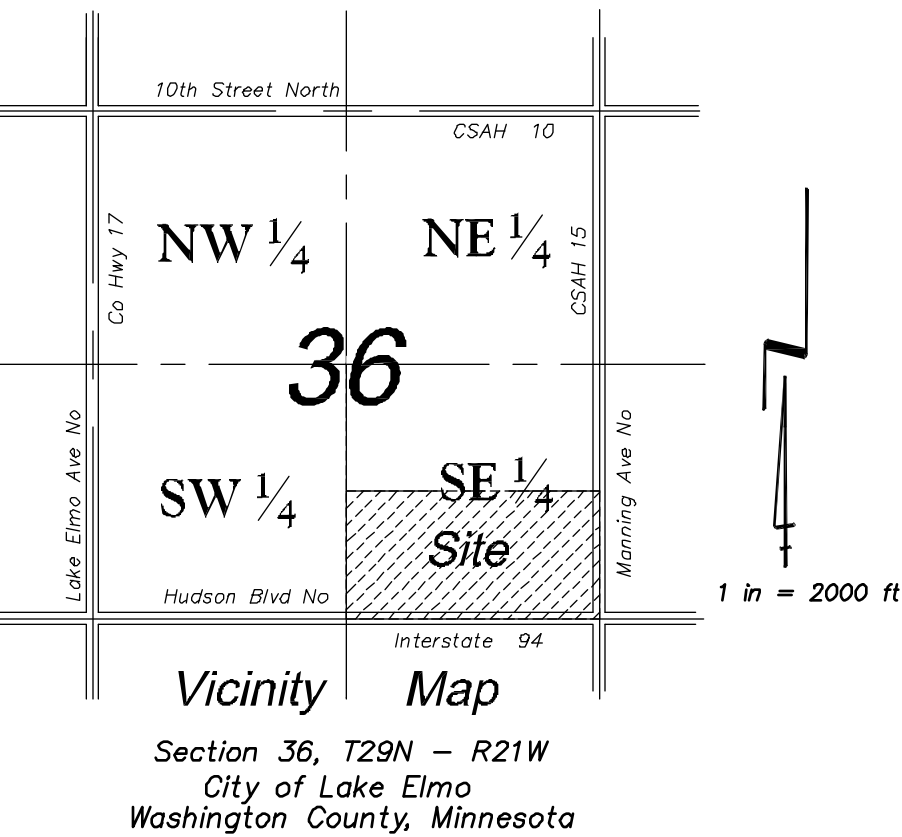 10th Street North
CSAH 10
Co Hwy 17
NW 1/4
NE 1/4
CSAH 15
36
Lake Elmo Ave No
SW 1/4
SE 1/4
Manning Ave No
Site
Hudson Blvd No
1 in = 2000 ft
Interstate 94
Vicinity Map
Section 36, T29N - R21W
City of Lake Elmo
Washington County, Minnesota